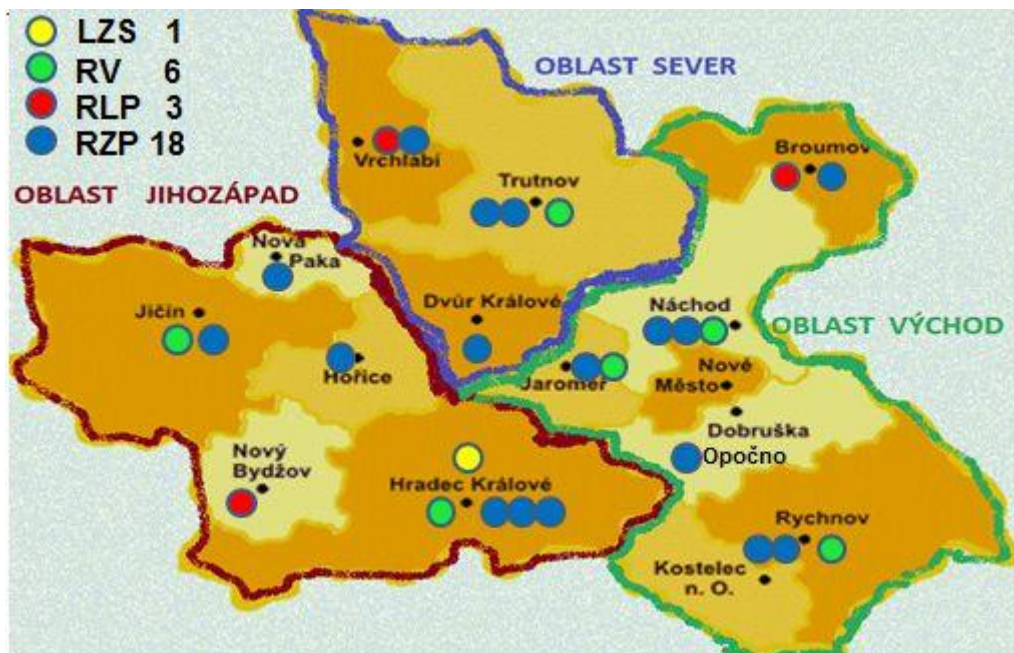 LZS 1
RV 6
RLP 3
RZP 18
OBLAST SEVER
OBLAST JIHOZÁPAD
OBLAST VÝCHOD
Vrchlabí
Trutnov
Broumov
Nová
Paka
Jičín
Dvůr Králové
Náchod
Hořice
Jaroměř
Nové
Město
Dobruška
Opočno
Nový
Bydžov
Hradec Králové
Rychnov
Kostelec
n. O.